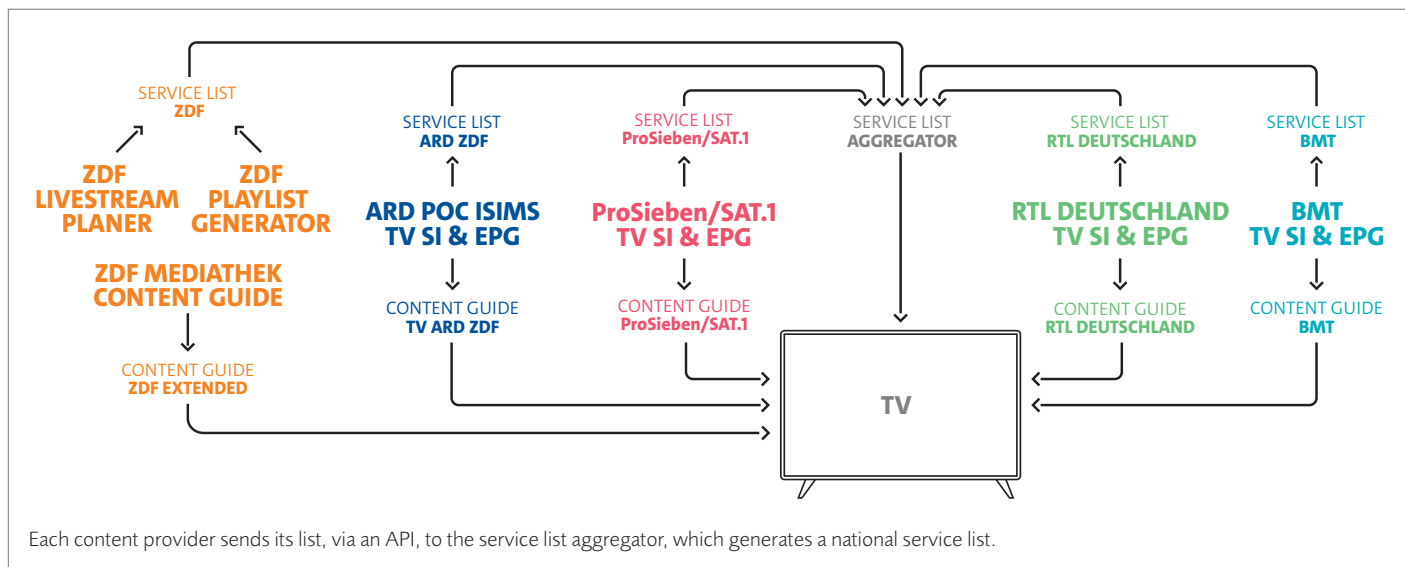 SERVICE LIST
ZDF
ZDF
LIVESTREAM
PLANER
ZDF
PLAYLIST
GENERATOR
ZDF MEDIATHEK
CONTENT GUIDE
CONTENT GUIDE
ZDF EXTENDED
SERVICE LIST
ARD ZDF
ARD POC ISIMS
TV SI & EPG
CONTENT GUIDE
TV ARD ZDF
SERVICE LIST
ProSieben/SAT.1
ProSieben/SAT.1
TV SI & EPG
CONTENT GUIDE
ProSieben/SAT.1
SERVICE LIST
AGGREGATOR
TV
SERVICE LIST
RTL DEUTSCHLAND
RTL DEUTSCHLAND
TV SI & EPG
CONTENT GUIDE
RTL DEUTSCHLAND
SERVICE LIST
BMT
BMT
TV SI & EPG
CONTENT GUIDE
BMT
Each content provider sends its list, via an API, to the service list aggregator, which generates a national service list.